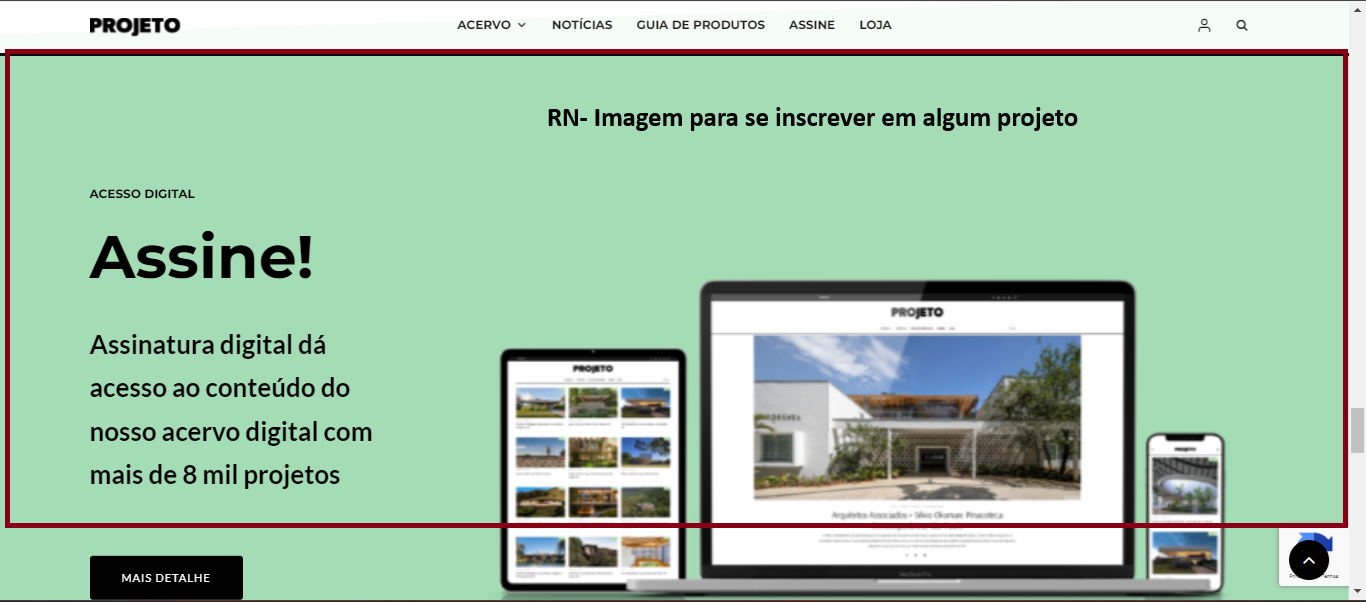 PROJETO
ACERVO NOTÍCIAS GUIA DE PRODUTOS ASSINE LOJA
RN- Imagem para se inscrever em algum projeto
ACESSO DIGITAL
Assine!
Assinatura digital dá
acesso ao conteúdo do
nosso acervo digital com
mais de 8 mil projetos
PROJETO
PROJETO
PROJETO
Arquitetos Associados - Silvio Oksman: Pinacoteca
MAIS DETALHE